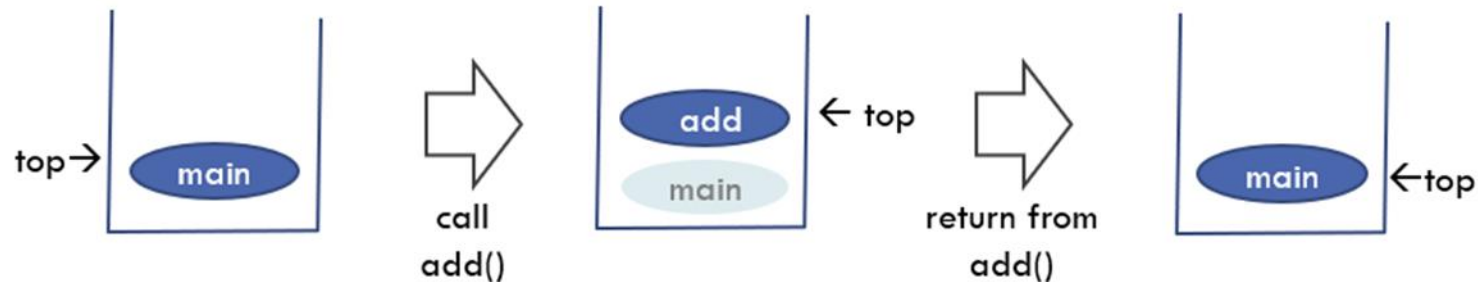 top→
main
call
add()
add
← top
main
return from
add()
main
←top